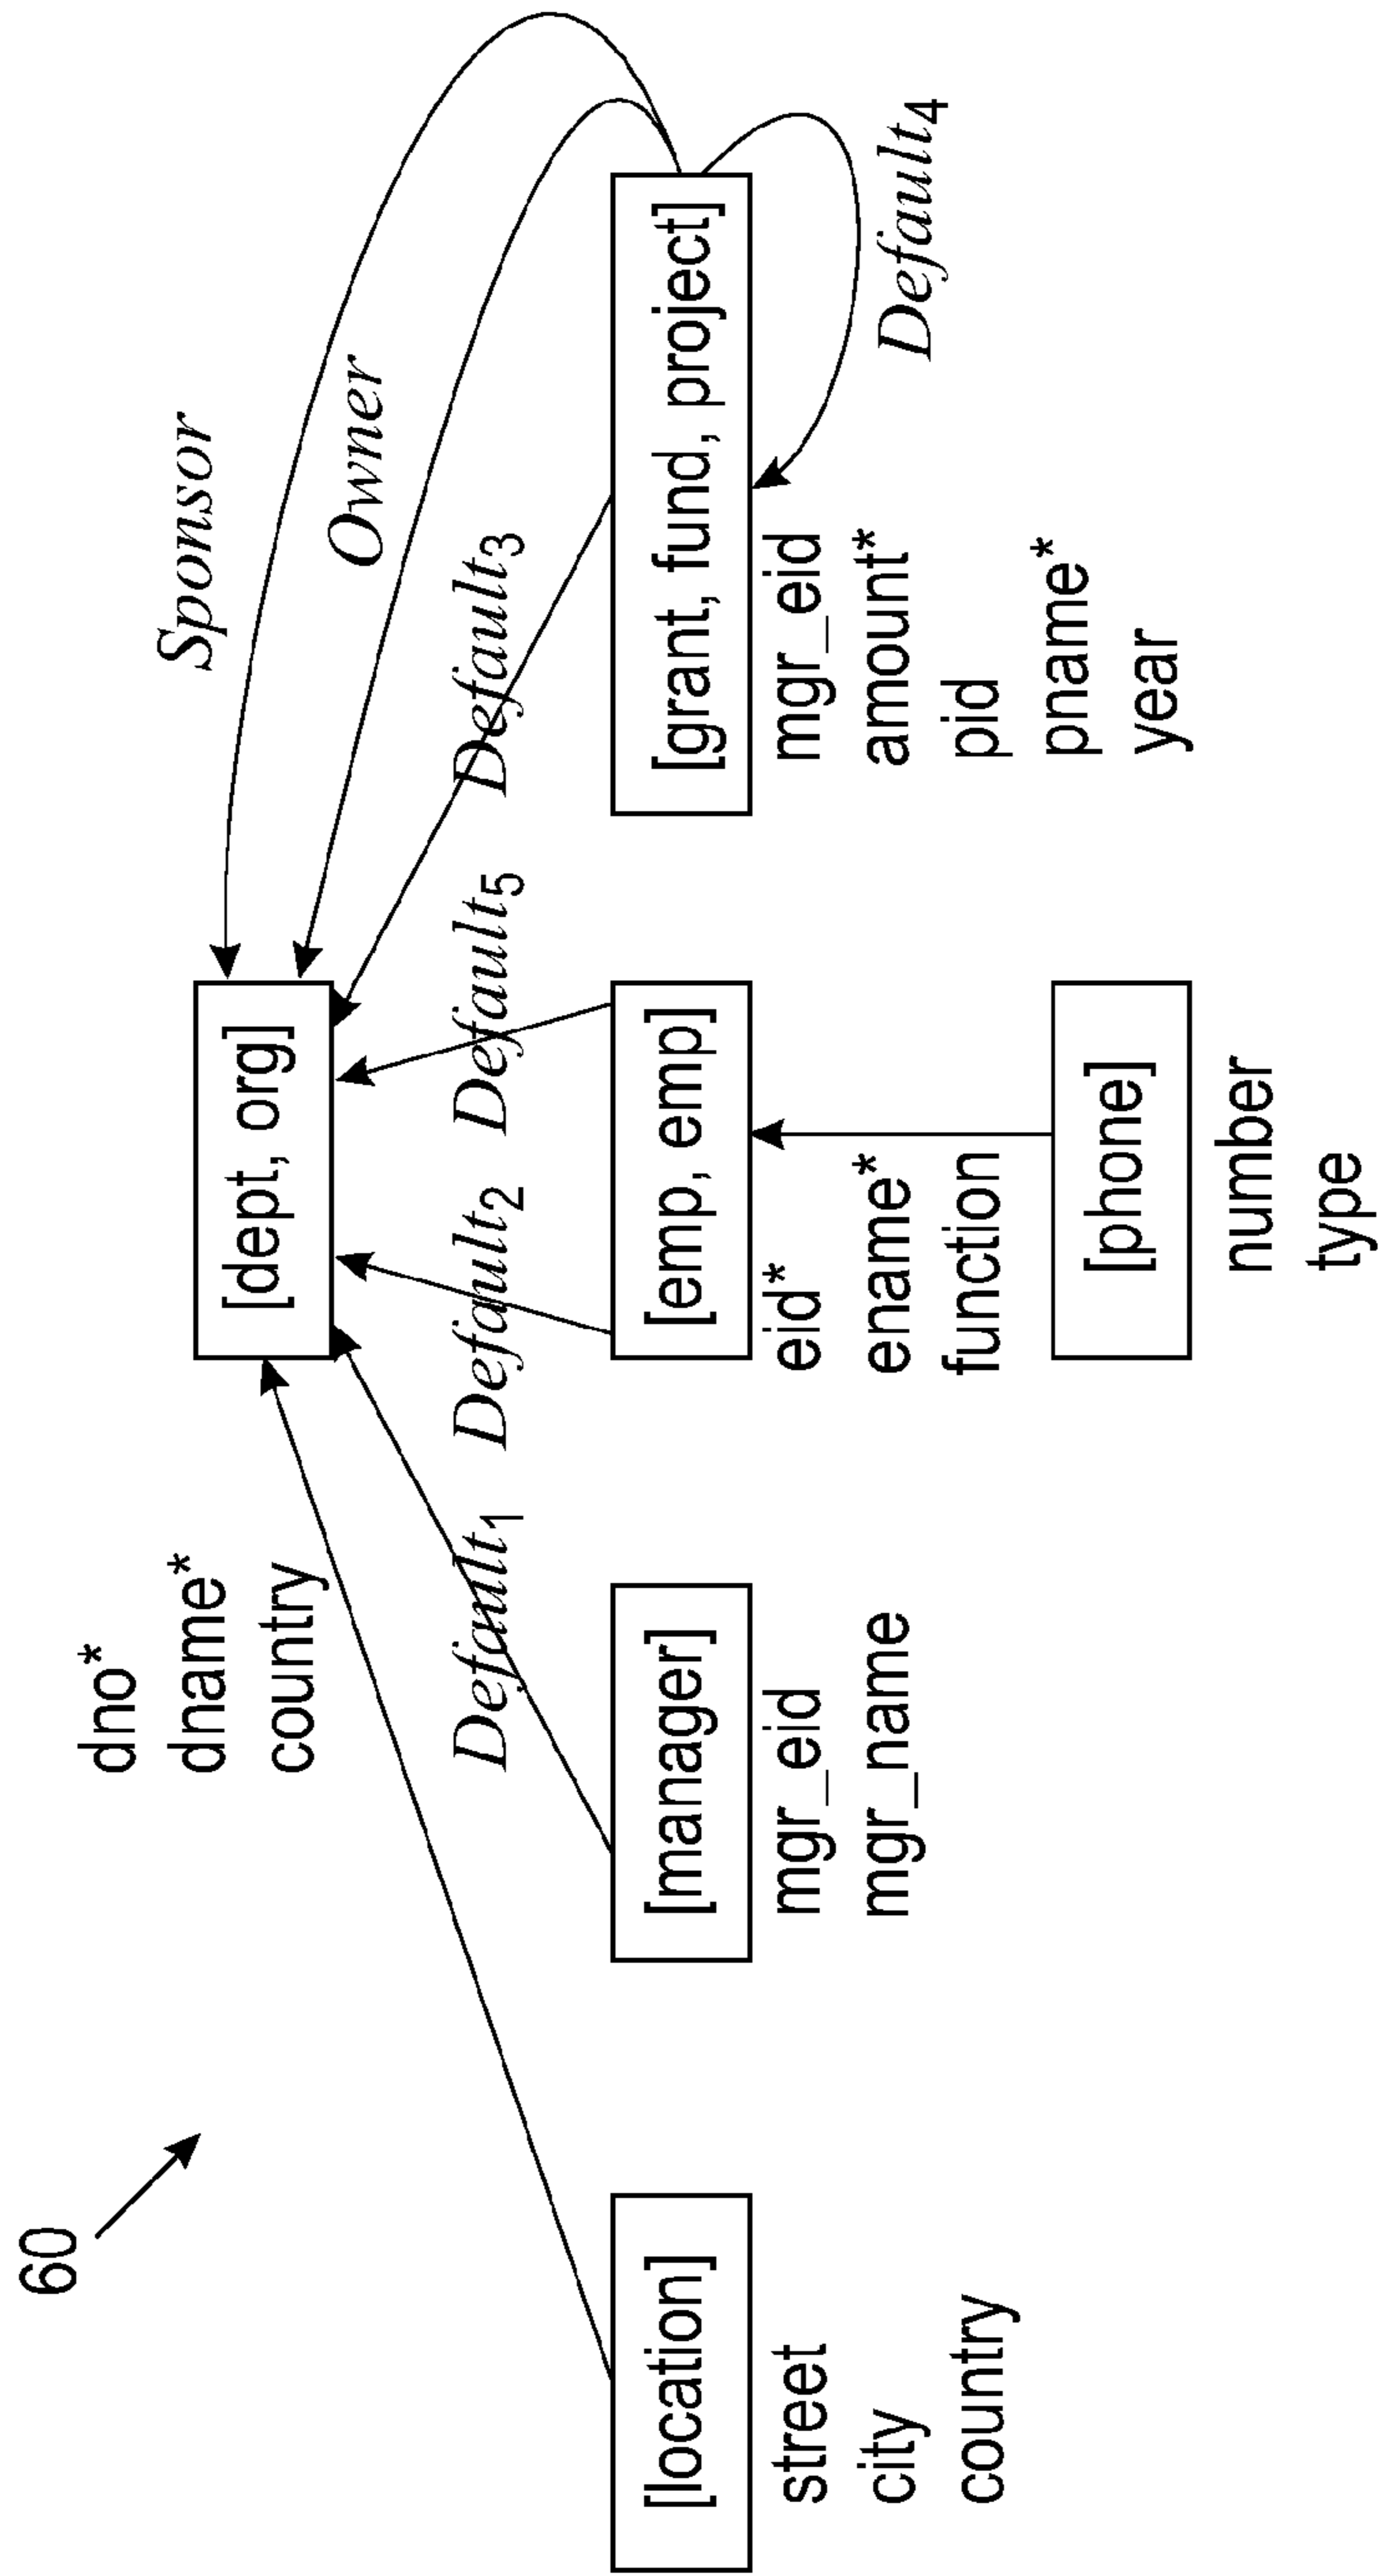 60
Sponsor
Owner
dno*
dname*
country
[dept, org]
Default1
Default2
Default5
Default3
[location]
street
city
country
[manager]
mgr_eid
mgr_name
[emp, emp]
eid*
ename*
function
[grant, fund, project]
mgr_eid
amount*
pid
pname*
year
Default4
[phone]
number
type